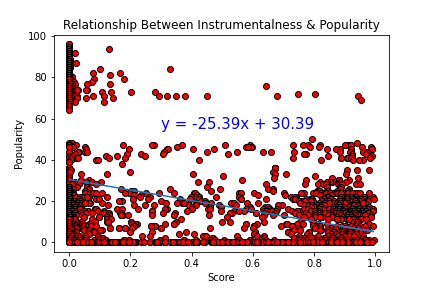 Relationship Between Instrumentalness & Popularity
100
80
60
40
20
0
Popularity
y = -25.39x + 30.39
0.0 0.2 0.4 0.6 0.8 1.0
Score